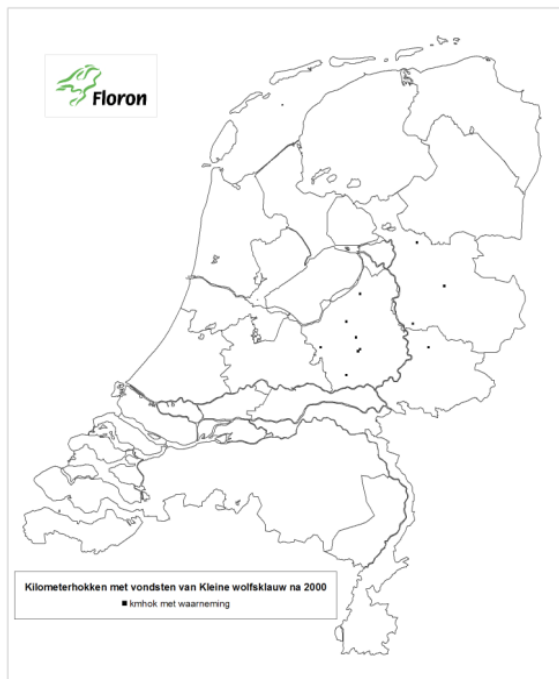 Floron
Kilometerhokken met vondsten van Kleine wolfsklauw na 2000
kmhok met waarneming